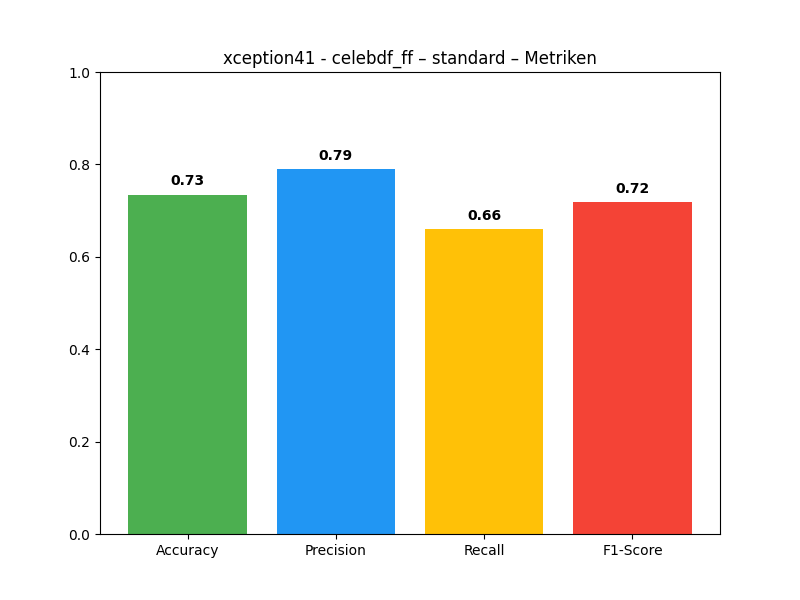 xception41 - celebdf_ff – standard – Metriken
1.0
0.8
0.6
0.4
0.2
0.0
0.73
0.79
0.66
0.72
Accuracy
Precision
Recall
F1-Score